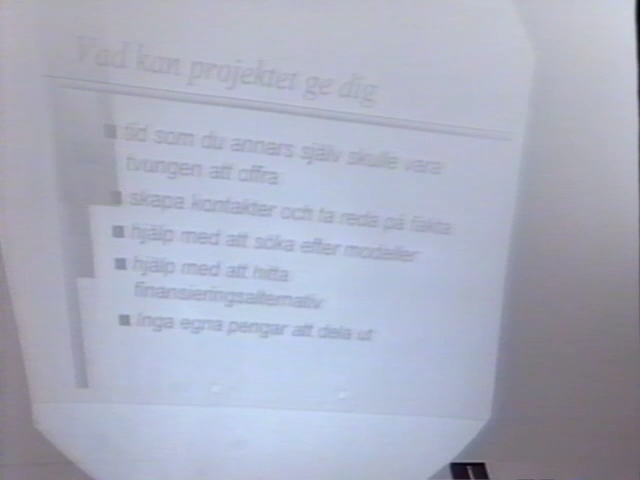 Vad kan projektet ge dig
tid som du annars själv skulle vara
tvungen att offra
skapa kontakter och ta reda på fakta
hjälp med att söka efter modeller
hjälp med att hitta
finansieringsalternativ
Inga egna pengar att dela ut